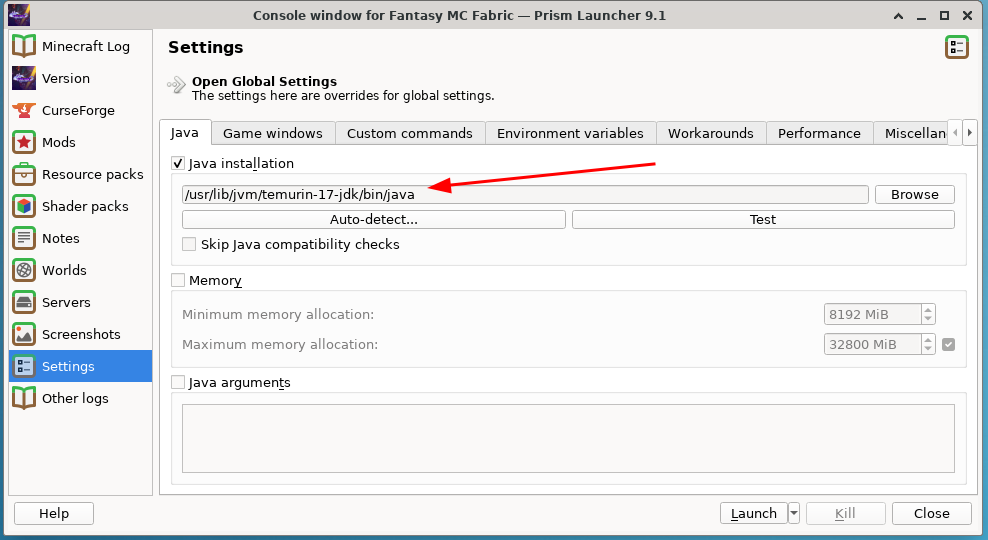 Console window for Fantasy MC Fabric — Prism Launcher 9.1
Minecraft Log
Version
CurseForge
Mods
Resource packs
Shader packs
Notes
Worlds
Servers
Screenshots
Settings
Other logs
Settings
Open Global Settings
The settings here are overrides for global settings.
Java Game windows Custom commands Environment variables Workarounds Performance Miscellan
Java installation
/usr/lib/jvm/temurin-17-jdk/bin/java Browse
Auto-detect... Test
Skip Java compatibility checks
Memory
Minimum memory allocation: 8192 MiB
Maximum memory allocation: 32800 MiB
Java arguments
Help Launch Kill Close